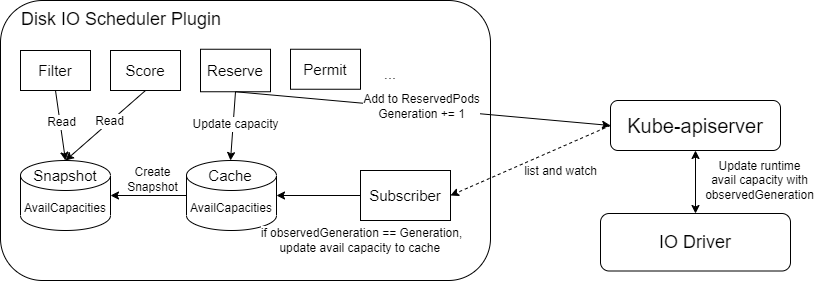 Disk IO Scheduler Plugin
Filter
Score
Reserve
Permit
...
Read
Read
Update capacity
Add to ReservedPods
Generation += 1
Kube-apiserver
Snapshot
AvailCapacities
Create
Snapshot
Cache
AvailCapacities
Subscriber
list and watch
Update runtime
avail capacity with
observedGeneration
if observedGeneration == Generation,
update avail capacity to cache
IO Driver